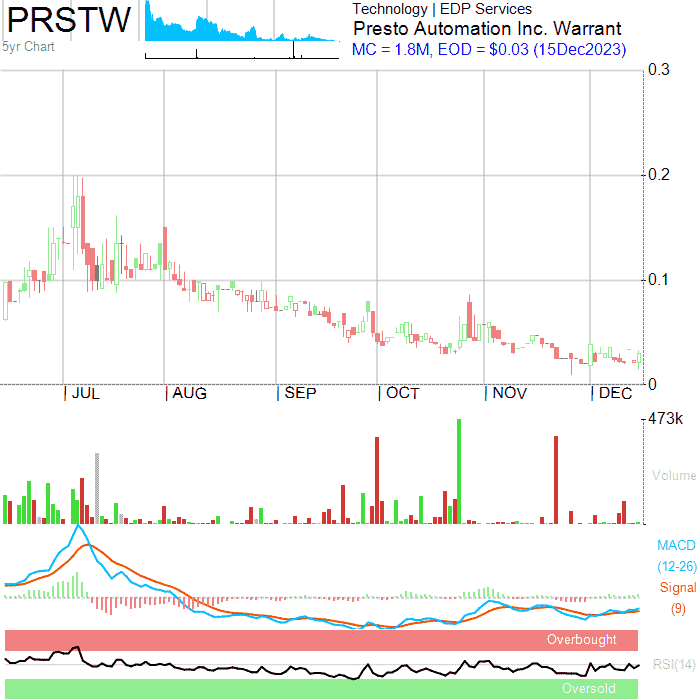 PRSTW
5yr Chart
Technology | EDP Services
Presto Automation Inc. Warrant
MC = 1.8M, EOD = $0.03 (15Dec2023)
0.3
0.2
0.1
0
JUL
AUG
SEP
OCT
NOV
DEC
473k
Volume
MACD
(12-26)
Signal
(9)
Overbought
RSI(14)
Oversold